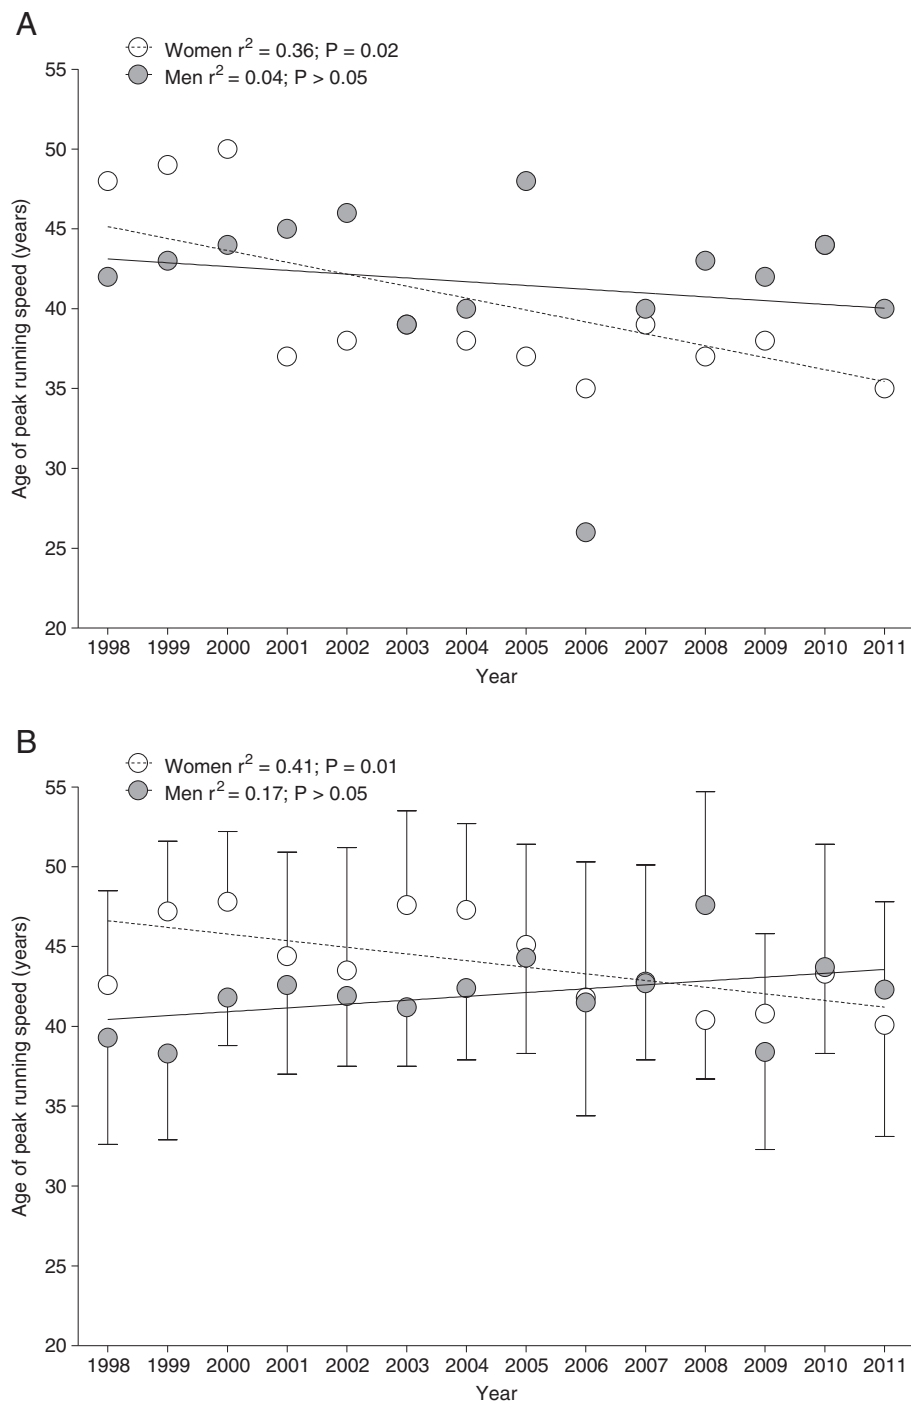 A
Women r² = 0.36; P = 0.02
Men r² = 0.04; P > 0.05
55
50
45
40
35
30
25
20
Age of peak running speed (years)
1998 1999 2000 2001 2002 2003 2004 2005 2006 2007 2008 2009 2010 2011
Year
B
Women r² = 0.41; P = 0.01
Men r² = 0.17; P > 0.05
55
50
45
40
35
30
25
20
Age of peak running speed (years)
1998 1999 2000 2001 2002 2003 2004 2005 2006 2007 2008 2009 2010 2011
Year